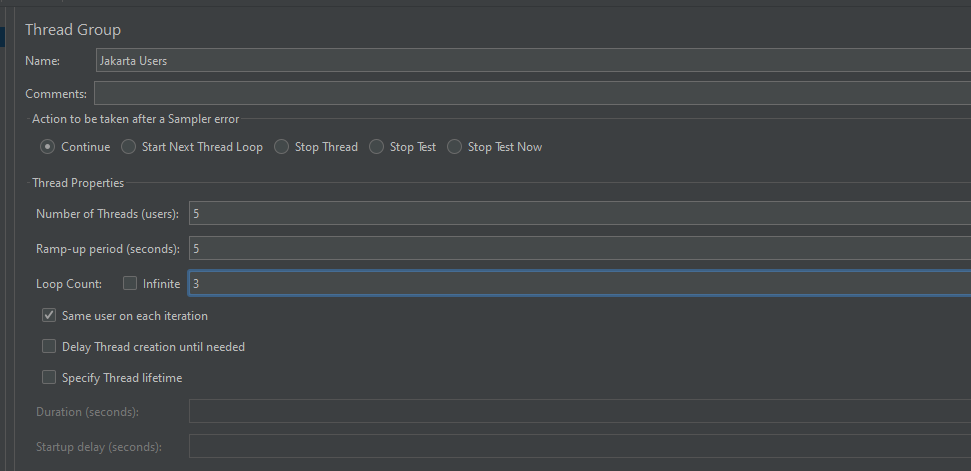 Thread Group
Name: Jakarta Users
Comments:
Action to be taken after a Sampler error
Continue Start Next Thread Loop Stop Thread Stop Test Stop Test Now
Thread Properties
Number of Threads (users): 5
Ramp-up period (seconds): 5
Loop Count: Infinite 3
Same user on each iteration
Delay Thread creation until needed
Specify Thread lifetime
Duration (seconds):
Startup delay (seconds):